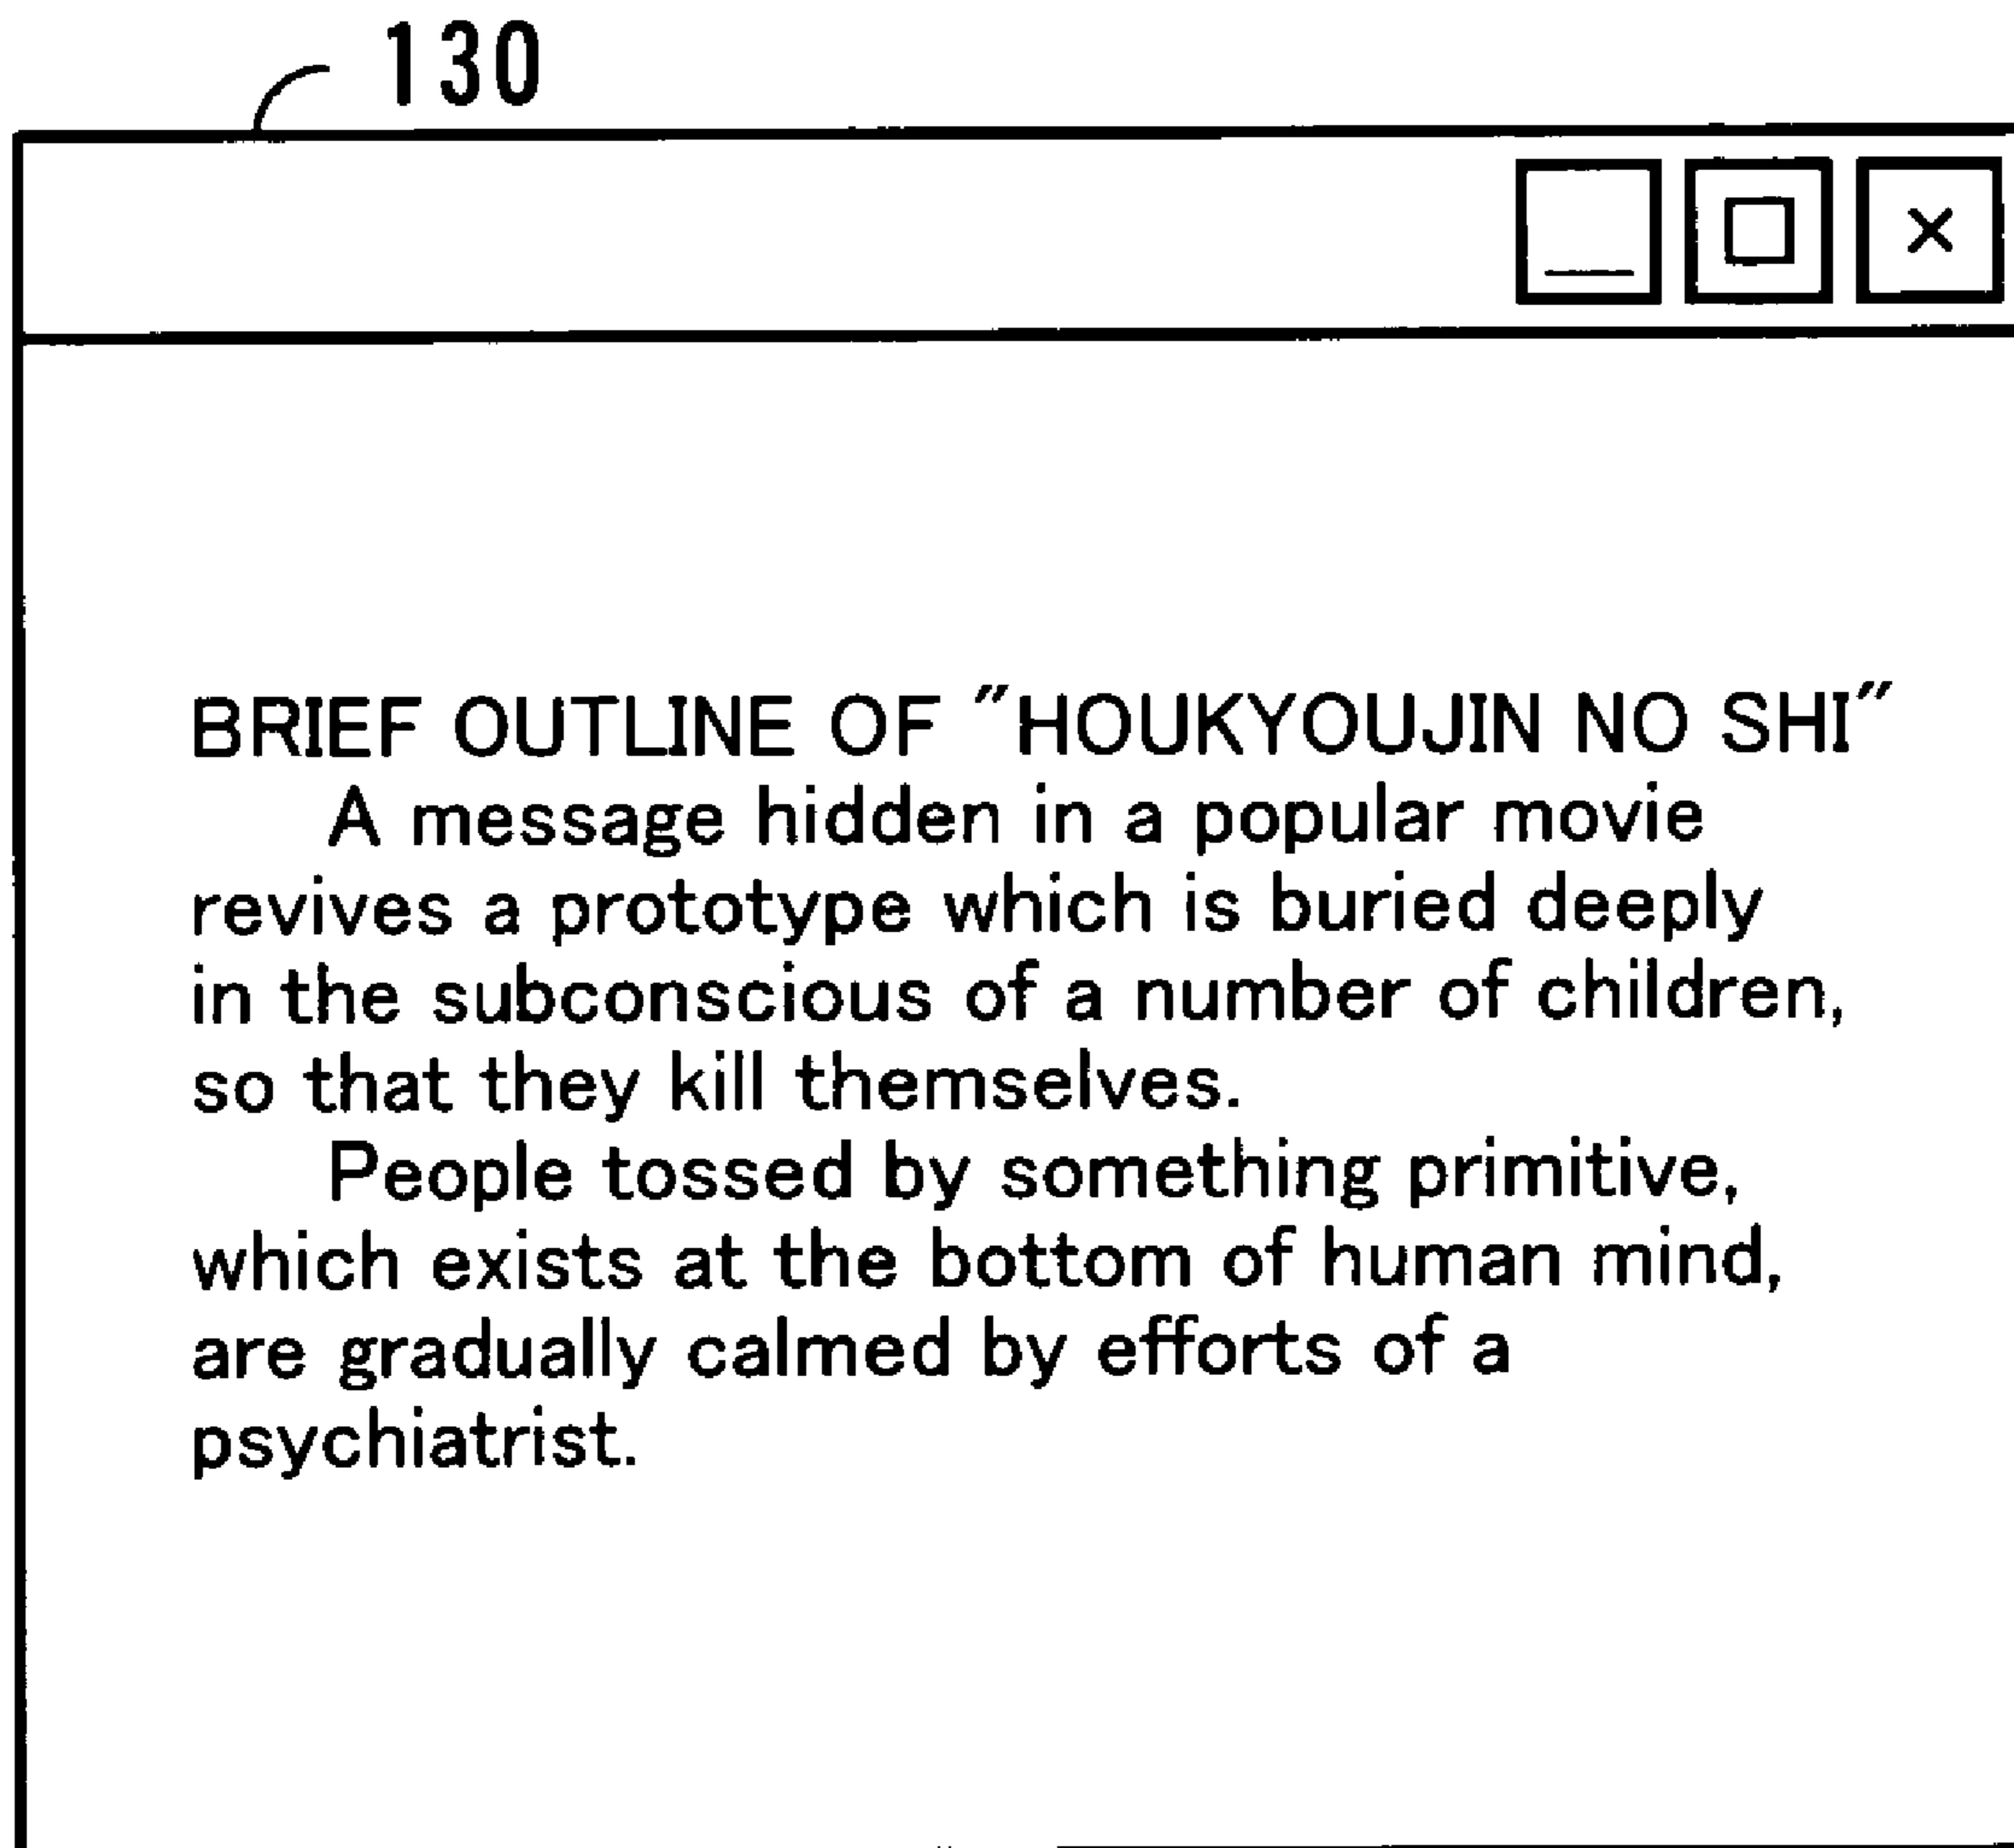 130
BRIEF OUTLINE OF "HOUKYOUJIN NO SHI"
A message hidden in a popular movie
revives a prototype which is buried deeply
in the subconscious of a number of children,
so that they kill themselves.
People tossed by something primitive,
which exists at the bottom of human mind,
are gradually calmed by efforts of a
psychiatrist.